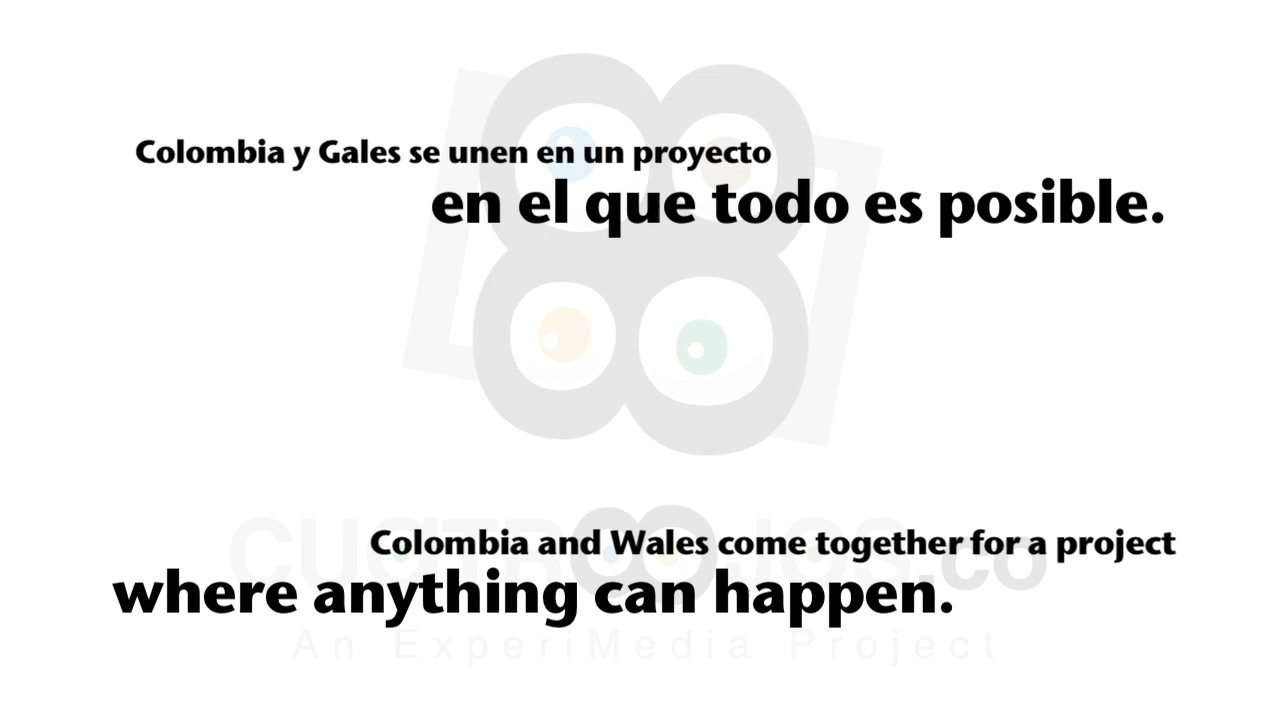 Colombia y Gales se unen en un proyecto
en el que todo es posible.
Colombia and Wales come together for a project
where anything can happen.
An ExperiMedia Project